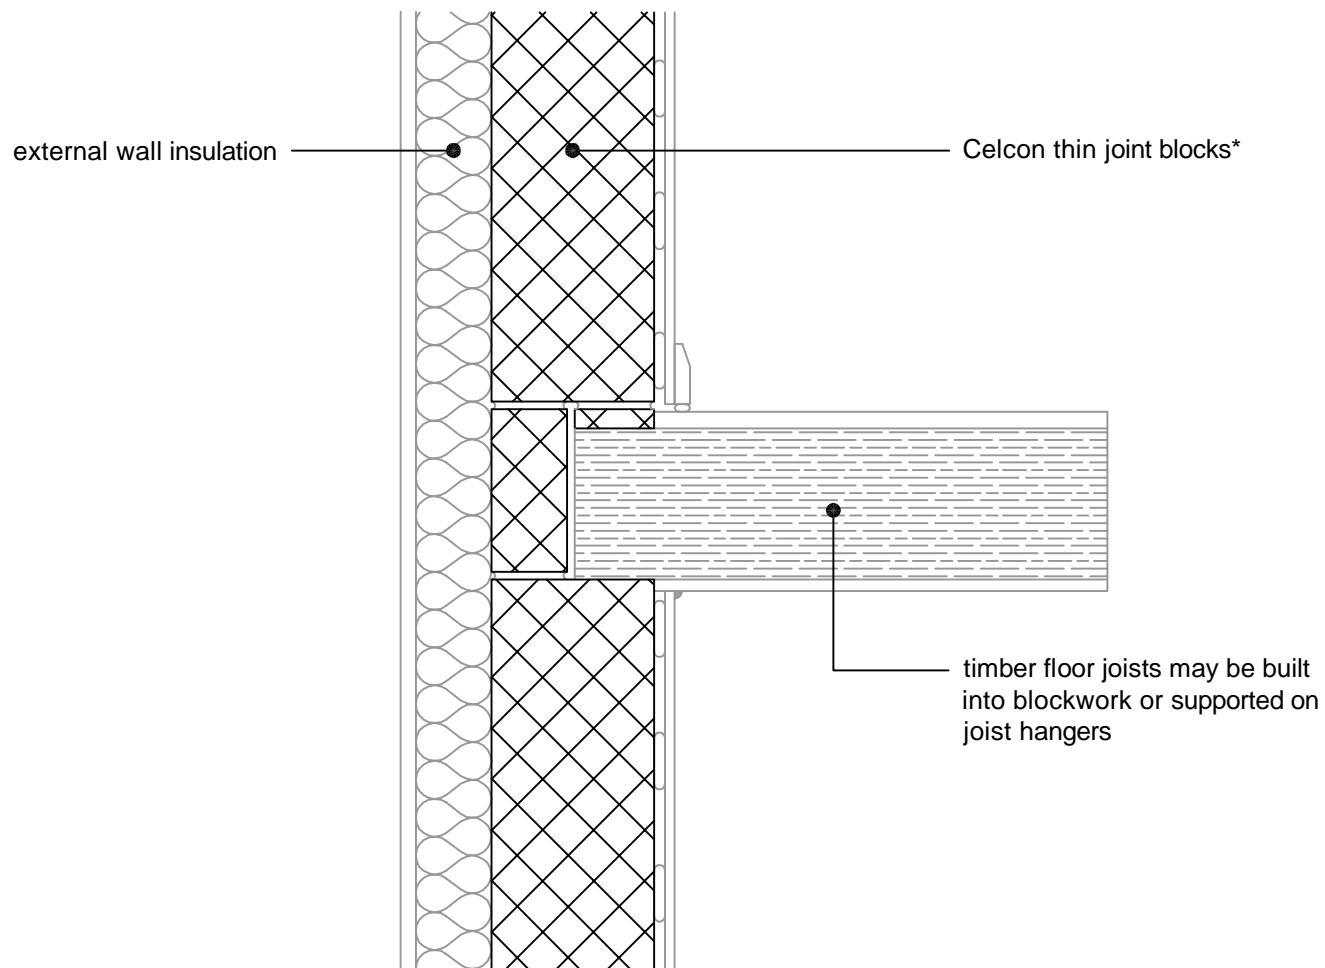 external wall insulation
Celcon thin joint blocks*
timber floor joists may be built
into blockwork or supported on
joist hangers